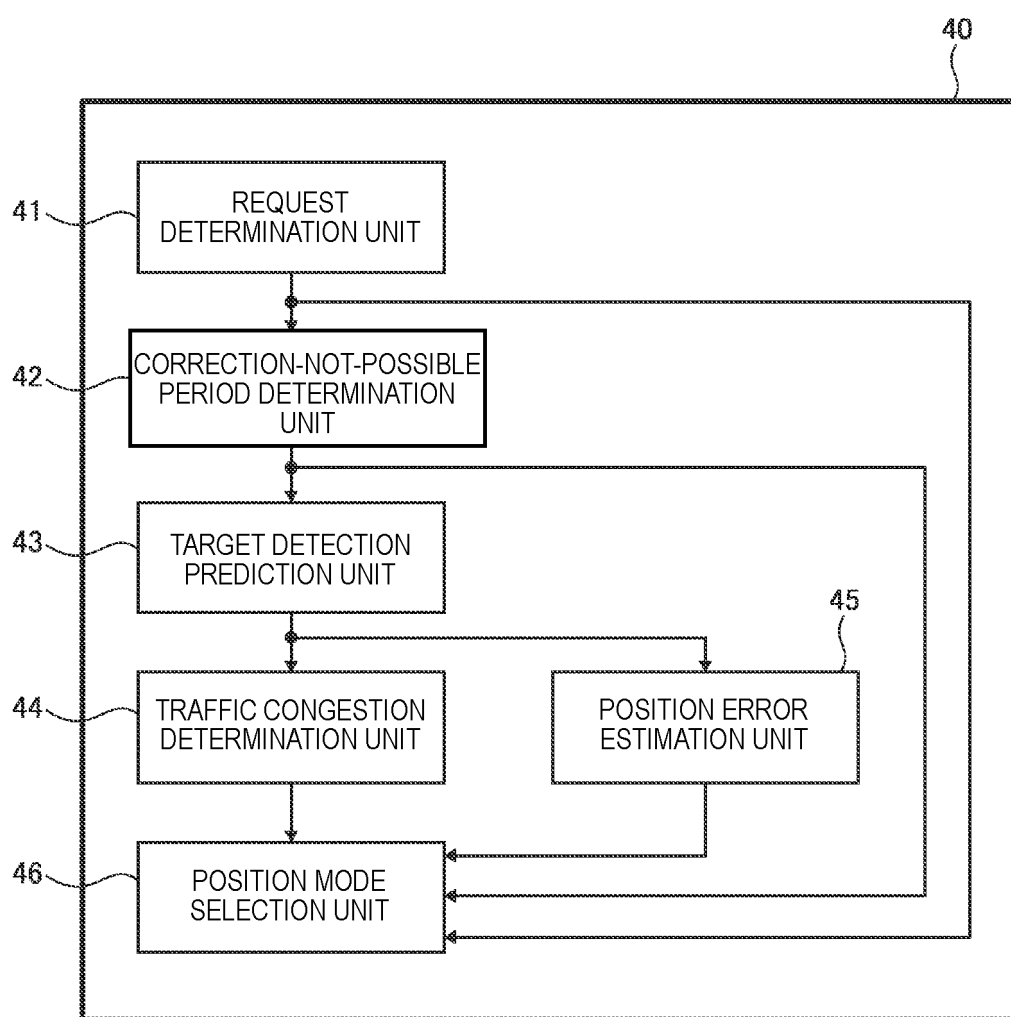 40
41
REQUEST
DETERMINATION UNIT
42
CORRECTION-NOT-POSSIBLE
PERIOD DETERMINATION
UNIT
43
TARGET DETECTION
PREDICTION UNIT
45
44
TRAFFIC CONGESTION
DETERMINATION UNIT
POSITION ERROR
ESTIMATION UNIT
46
POSITION MODE
SELECTION UNIT